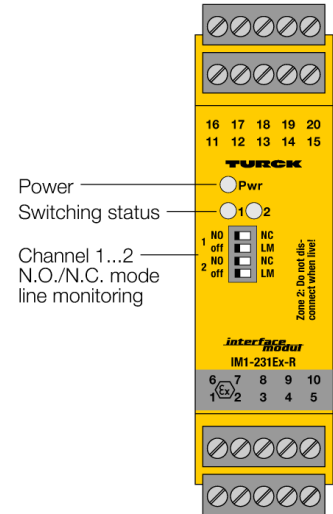 16 17 18 19 20
11 12 13 14 15
TURCK
Power
Pwr
Switching status
1 2
Channel 1...2
N.O./N.C. mode
line monitoring
1 NO NC
off LM
2 NO NC
off LM
Zone 2: Do not dis-
connect when live!
interface
modul
IM1-231Ex-R
6 7 8 9 10
Ex
1 2 3 4 5